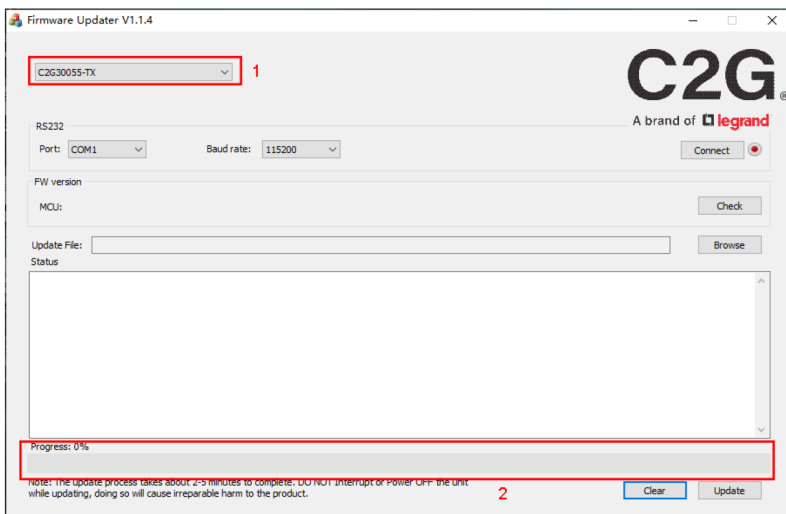 Firmware Updater V1.1.4
C2G30055-TX
1
C2G®
A brand of legrand
RS232
Port: COM1 Baud rate: 115200 Connect
FW version
MCU: Check
Update File: Browse
Status
Progress: 0%
Note: The update process takes about 2-5 minutes to complete. DO NOT Interrupt or Power OFF the unit
while updating, doing so will cause irreparable harm to the product.
2
Clear Update